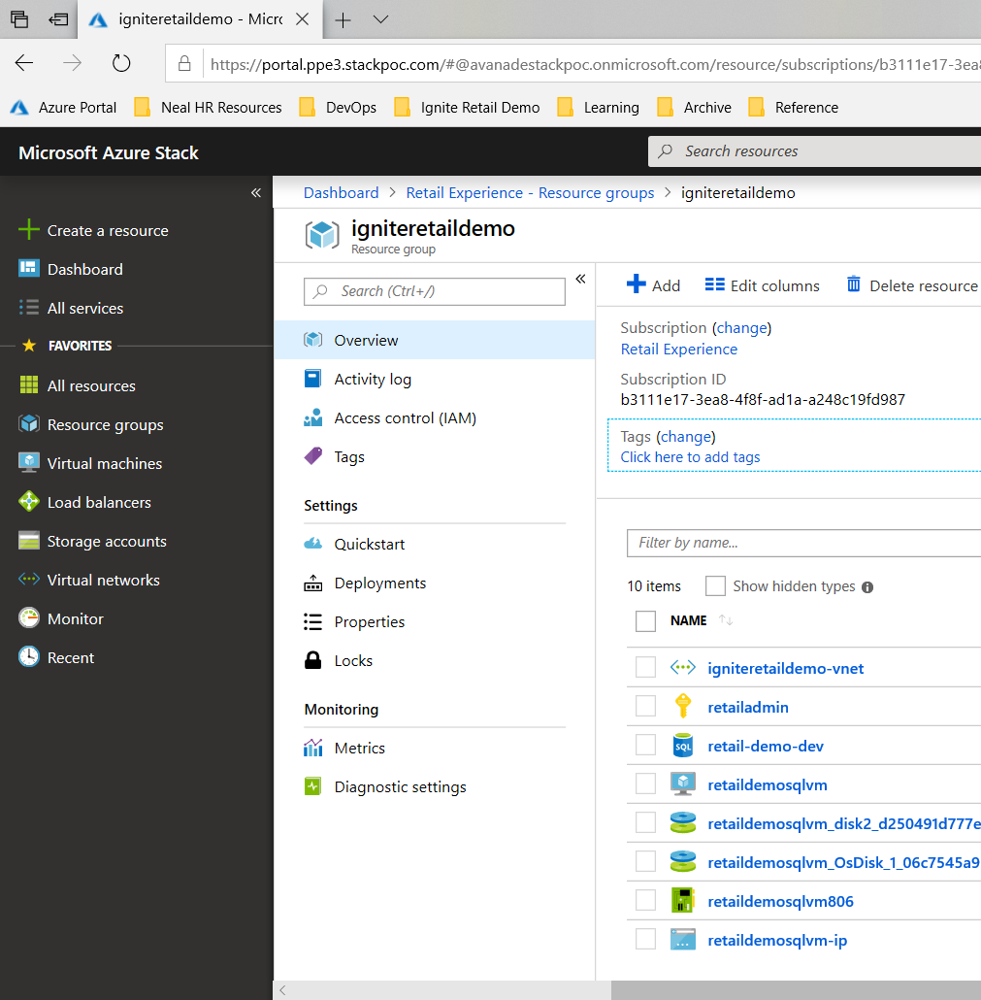 igniteretaildemo - Micr
https://portal.ppe3.stackpoc.com/#@avanadestackpoc.onmicrosoft.com/resource/subscriptions/b3111e17-3ea8
Azure Portal Neal HR Resources DevOps Ignite Retail Demo Learning Archive Reference
Microsoft Azure Stack
Search resources
Create a resource
Dashboard
All services
FAVORITES
All resources
Resource groups
Virtual machines
Load balancers
Storage accounts
Virtual networks
Monitor
Recent
Dashboard > Retail Experience - Resource groups > igniteretaildemo
igniteretaildemo
Resource group
Search (Ctrl+/)
Overview
Activity log
Access control (IAM)
Tags
Settings
Quickstart
Deployments
Properties
Locks
Monitoring
Metrics
Diagnostic settings
Add Edit columns Delete resource
Subscription (change)
Retail Experience
Subscription ID
b3111e17-3ea8-4f8f-ad1a-a248c19fd987
Tags (change)
Click here to add tags
Filter by name...
10 items Show hidden types
NAME
igniteretaildemo-vnet
retailadmin
SQL retail-demo-dev
retaildemosqlvm
retaildemosqlvm_disk2_d250491d777e
retaildemosqlvm_OsDisk_1_06c7545a9
retaildemosqlvm806
retaildemosqlvm-ip